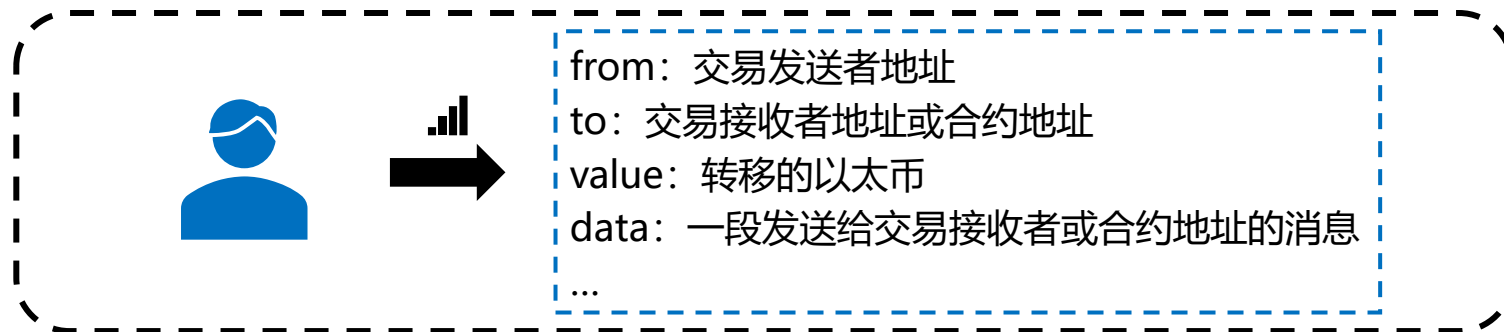 from：交易发送者地址
to：交易接收者地址或合约地址
value：转移的以太币
data：一段发送给交易接收者或合约地址的消息
...